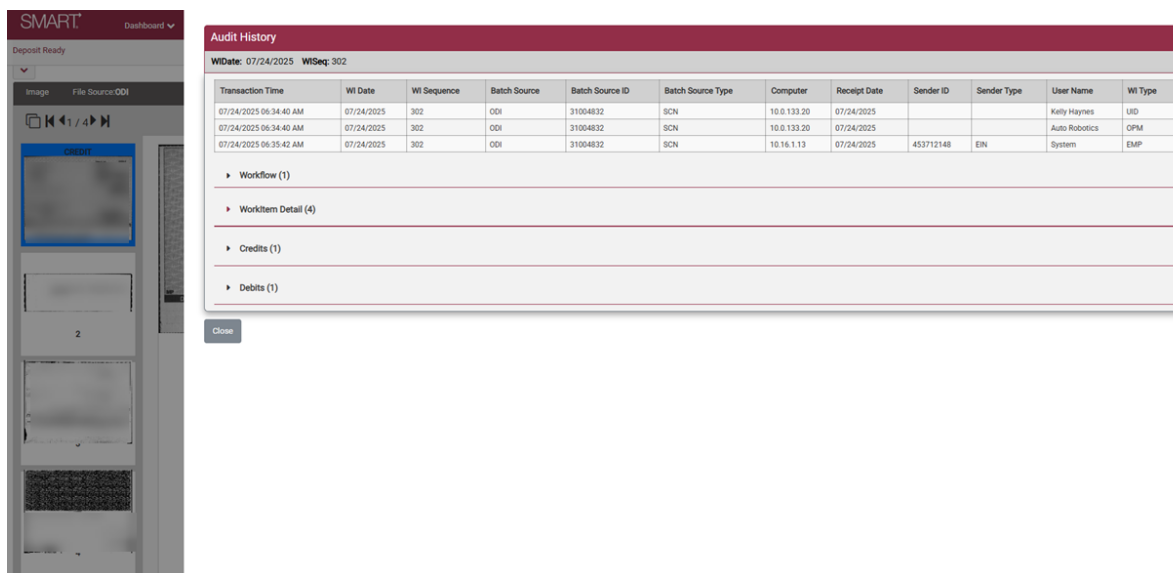 SMART
Dashboard
Deposit Ready
Image File Source:ODI
1 / 4
CREDIT
2
Audit History
WIDate: 07/24/2025 WISeq: 302
Transaction Time WI Date WI Sequence Batch Source Batch Source ID Batch Source Type Computer Receipt Date Sender ID Sender Type User Name WI Type
07/24/2025 06:34:40 AM 07/24/2025 302 ODI 31004832 SCN 10.0.133.20 07/24/2025 Kelly Haynes UID
07/24/2025 06:34:40 AM 07/24/2025 302 ODI 31004832 SCN 10.0.133.20 07/24/2025 Auto Robotics OPM
07/24/2025 06:35:42 AM 07/24/2025 302 ODI 31004832 SCN 10.16.1.13 07/24/2025 453712148 EIN System EMP
Workflow (1)
WorkItem Detail (4)
Credits (1)
Debits (1)
Close